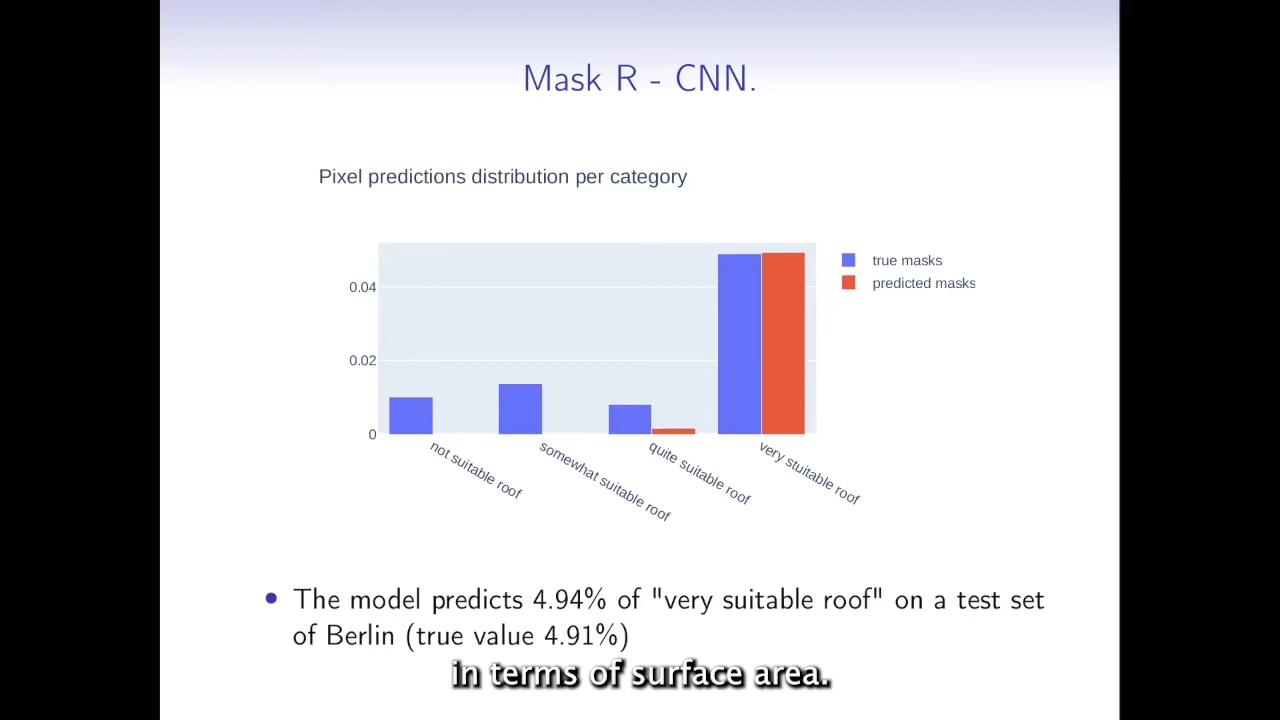 Mask R - CNN.
Pixel predictions distribution per category
true masks
predicted masks
0.04
0.02
0
not suitable roof
somewhat suitable roof
quite suitable roof
very stuitable roof
• The model predicts 4.94% of "very suitable roof" on a test set
of Berlin (true value 4.91%)
in terms of surface area.